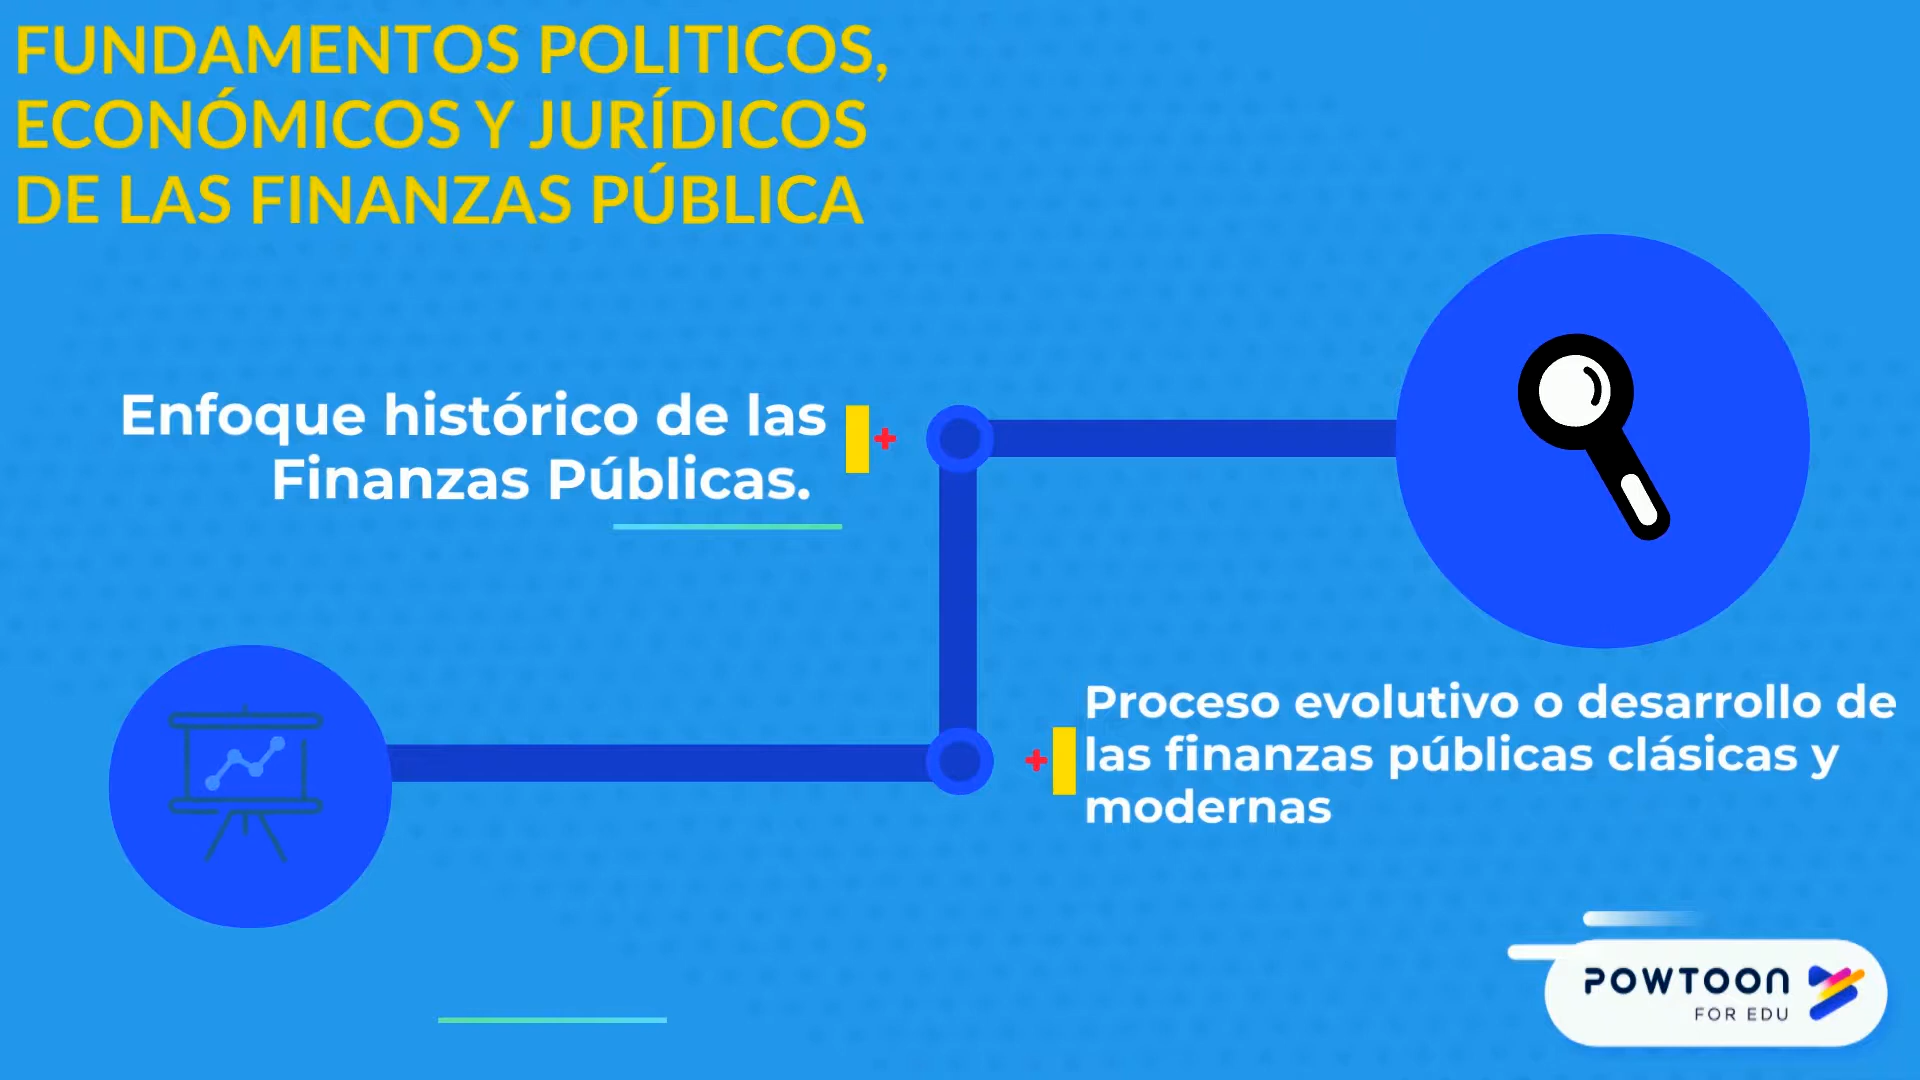 FUNDAMENTOS POLITICOS,
ECONÓMICOS Y JURÍDICOS
DE LAS FINANZAS PÚBLICA
Enfoque histórico de las
Finanzas Públicas.
Proceso evolutivo o desarrollo de
las finanzas públicas clásicas y
modernas
POWTOON
FOR EDU